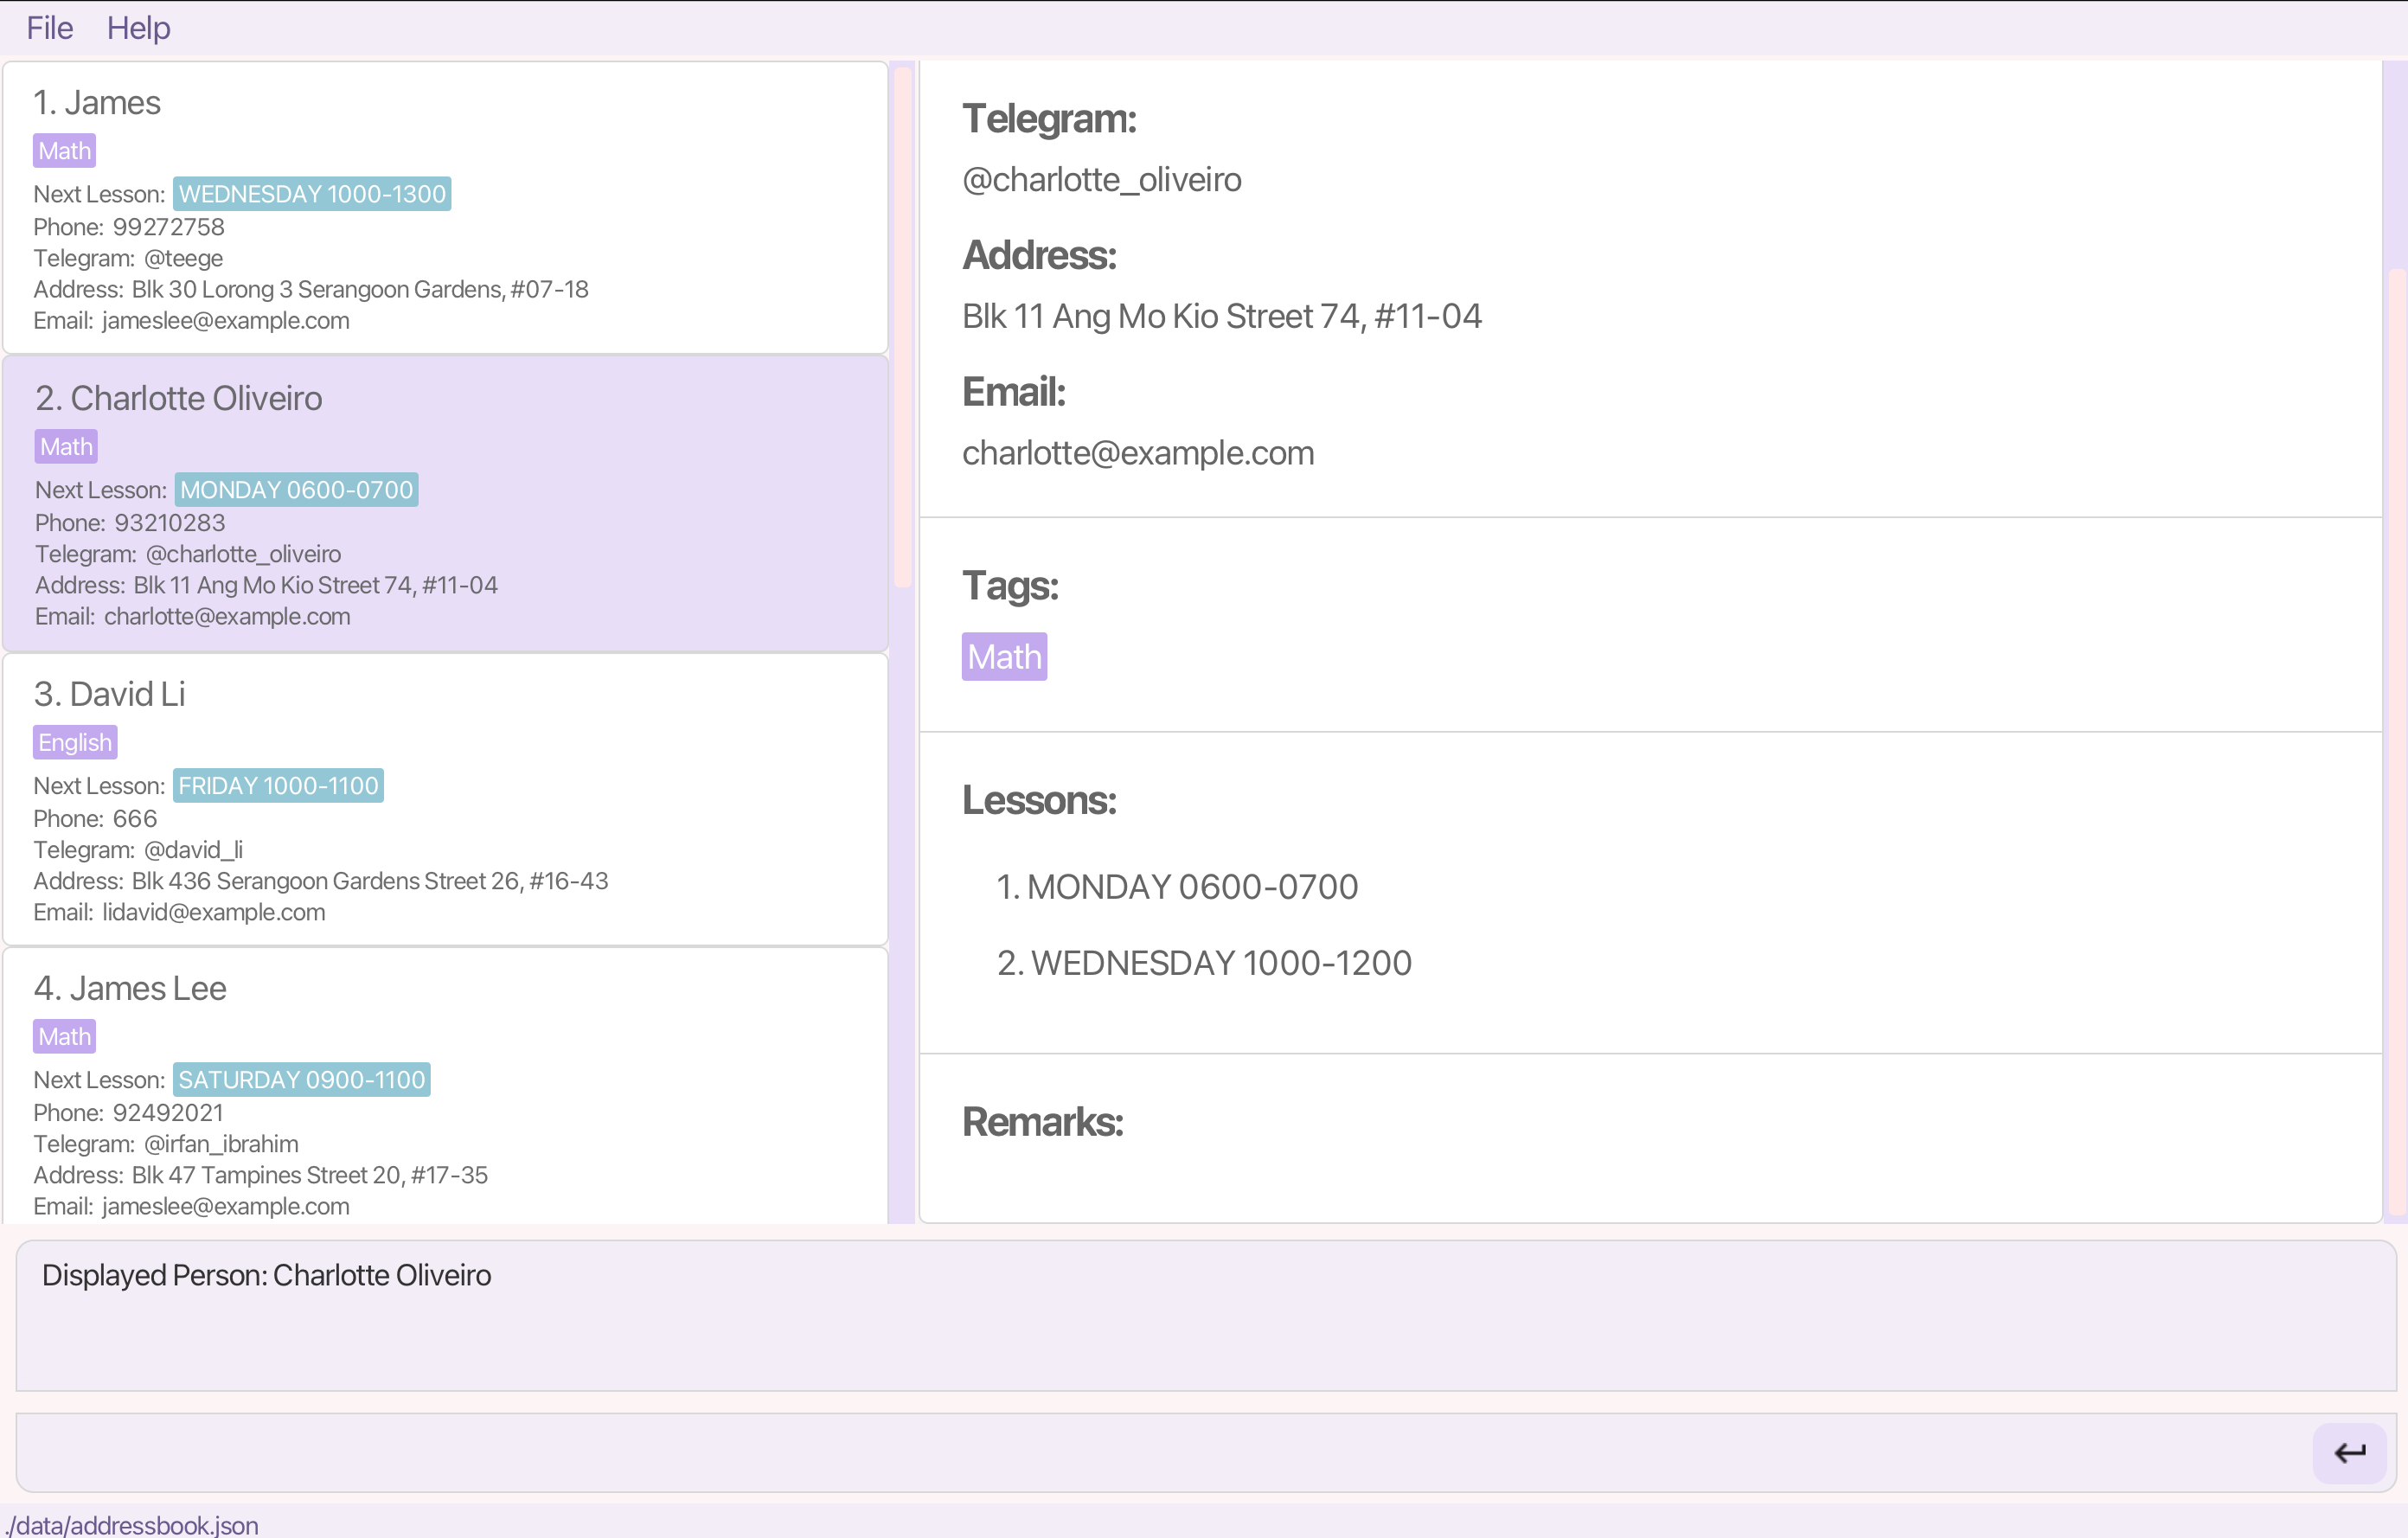 File Help
1. James
Math
Next Lesson: WEDNESDAY 1000-1300
Phone: 99272758
Telegram: @teege
Address: Blk 30 Lorong 3 Serangoon Gardens, #07-18
Email: jameslee@example.com
2. Charlotte Oliveiro
Math
Next Lesson: MONDAY 0600-0700
Phone: 93210283
Telegram: @charlotte_oliveiro
Address: Blk 11 Ang Mo Kio Street 74, #11-04
Email: charlotte@example.com
3. David Li
English
Next Lesson: FRIDAY 1000-1100
Phone: 666
Telegram: @david_li
Address: Blk 436 Serangoon Gardens Street 26, #16-43
Email: lidavid@example.com
4. James Lee
Math
Next Lesson: SATURDAY 0900-1100
Phone: 92492021
Telegram: @irfan_ibrahim
Address: Blk 47 Tampines Street 20, #17-35
Email: jameslee@example.com
Telegram:
@charlotte_oliveiro
Address:
Blk 11 Ang Mo Kio Street 74, #11-04
Email:
charlotte@example.com
Tags:
Math
Lessons:
1. MONDAY 0600-0700
2. WEDNESDAY 1000-1200
Remarks:
Displayed Person: Charlotte Oliveiro
./data/addressbook.json